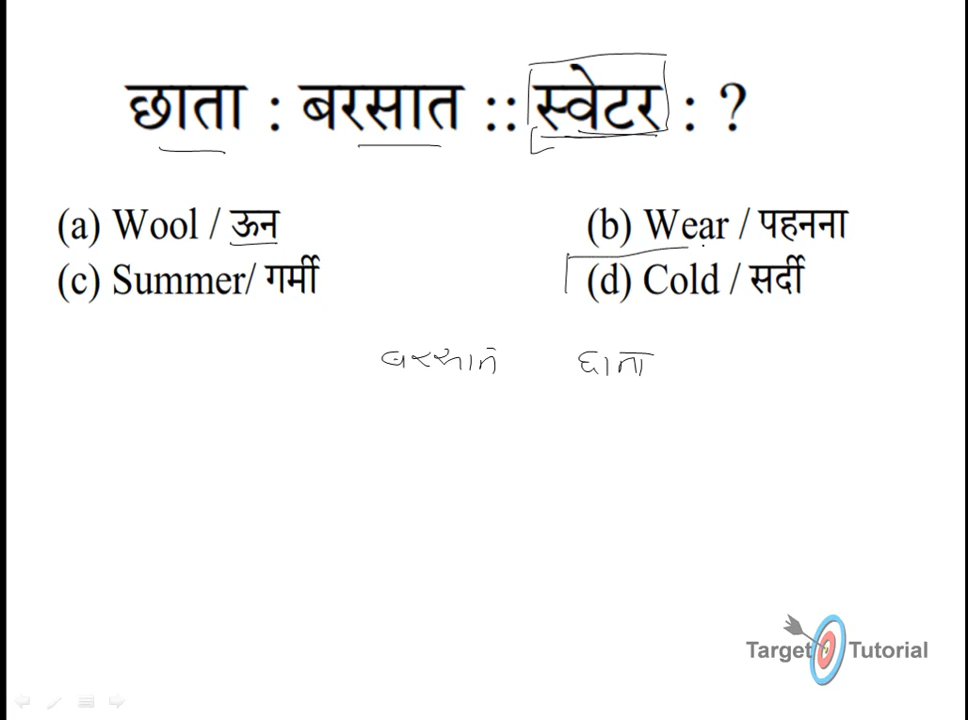 छाता : बरसात :: स्वेटर : ?
(a) Wool / ऊन (b) Wear / पहनना
(c) Summer/ गर्मी (d) Cold / सर्दी
बरसात छाता
Target Tutorial